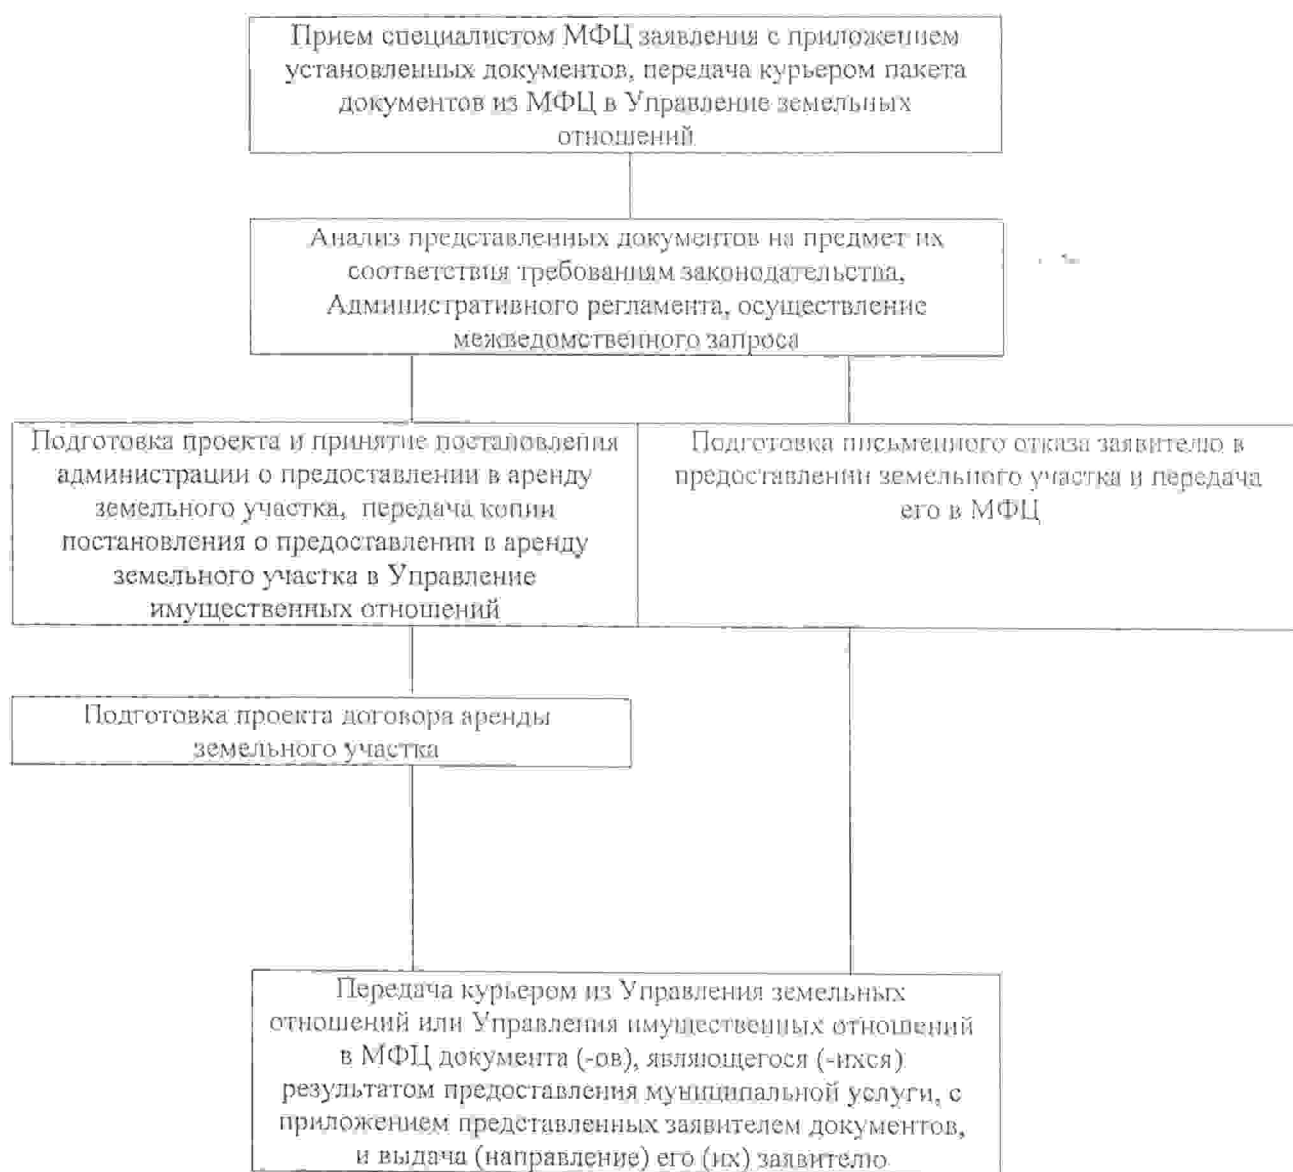 Прием специалистом МФЦ заявления с приложением
установленных документов, передача курьером пакета
документов из МФЦ в Управление земельных
отношений
Анализ представленных документов на предмет их
соответствия требованиям законодательства,
Административного регламента, осуществление
межведомственного запроса
Подготовка проекта и принятие постановления
администрации о предоставлении в аренду
земельного участка, передача копии
постановления о предоставлении в аренду
земельного участка в Управление
имущественных отношений
Подготовка письменного отказа заявителю в
предоставлении земельного участка и передача
его в МФЦ
Подготовка проекта договора аренды
земельного участка
Передача курьером из Управления земельных
отношений или Управления имущественных отношений
в МФЦ документа (-ов), являющегося (-ихся)
результатом предоставления муниципальной услуги, с
приложением представленных заявителем документов,
и выдача (направление) его (их) заявителю